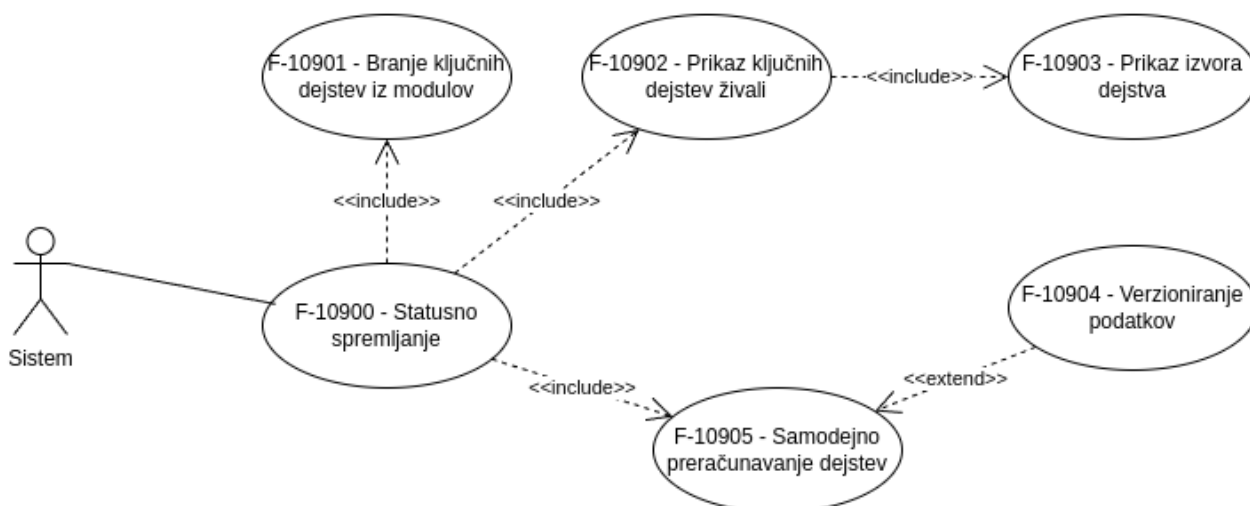 F-10901 - Branje ključnih
dejstev iz modulov
F-10902 - Prikaz ključnih
dejstev živali
<<include>>
F-10903 - Prikaz izvora
dejstva
<<include>>
<<include>>
Sistem
F-10900 - Statusno
spremljanje
F-10904 - Verzioniranje
podatkov
<<include>>
<<extend>>
F-10905 - Samodejno
preračunavanje dejstev